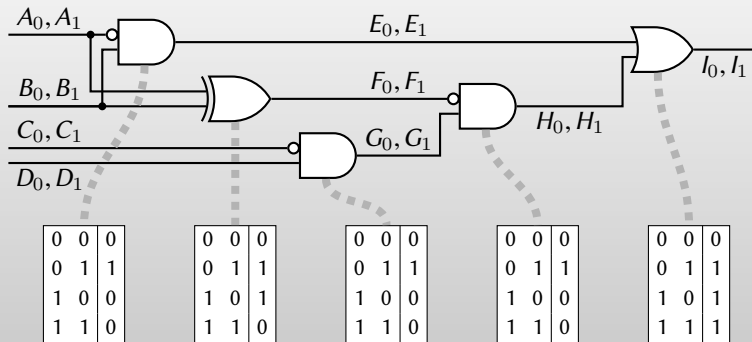 A₀, A₁ E₀, E₁
I₀, I₁
B₀, B₁ F₀, F₁
C₀, C₁ G₀, G₁ H₀, H₁
D₀, D₁
0 0 0 0 0 0 0 0 0 0 0 0 0 0 0
0 1 1 0 1 1 0 1 1 0 1 1 0 1 1
1 0 0 1 0 1 1 0 0 1 0 0 1 0 1
1 1 0 1 1 0 1 1 0 1 1 0 1 1 1